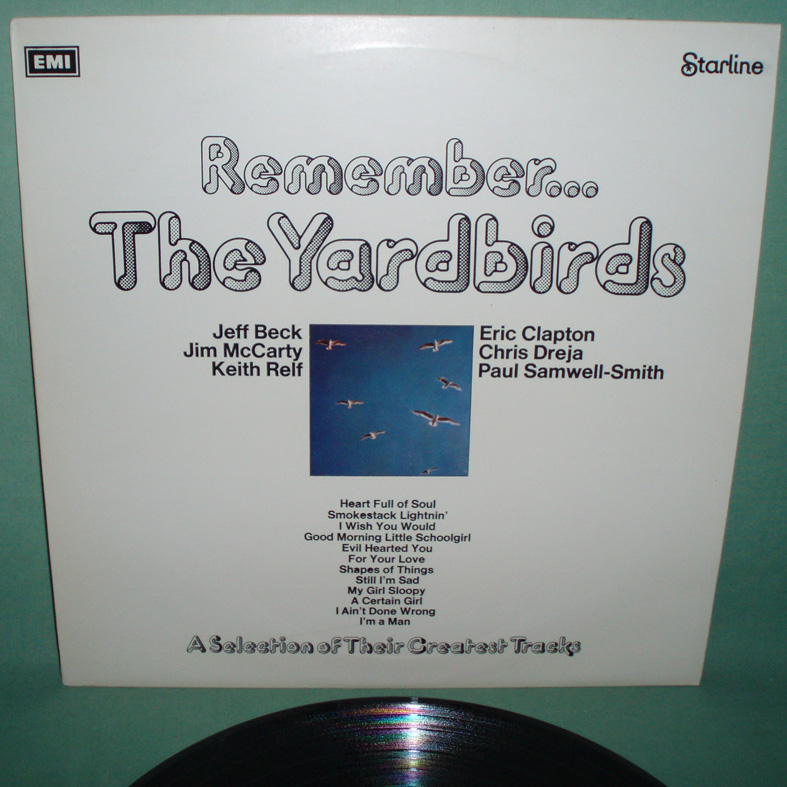 EMI
Starline
Remember...
The Yardbirds
Jeff Beck
Jim McCarty
Keith Relf
Eric Clapton
Chris Dreja
Paul Samwell-Smith
Heart Full of Soul
Smokestack Lightnin'
I Wish You Would
Good Morning Little Schoolgirl
Evil Hearted You
For Your Love
Shapes of Things
Still I'm Sad
My Girl Sloopy
A Certain Girl
I Ain't Done Wrong
I'm a Man
A Selection of Their Greatest Tracks